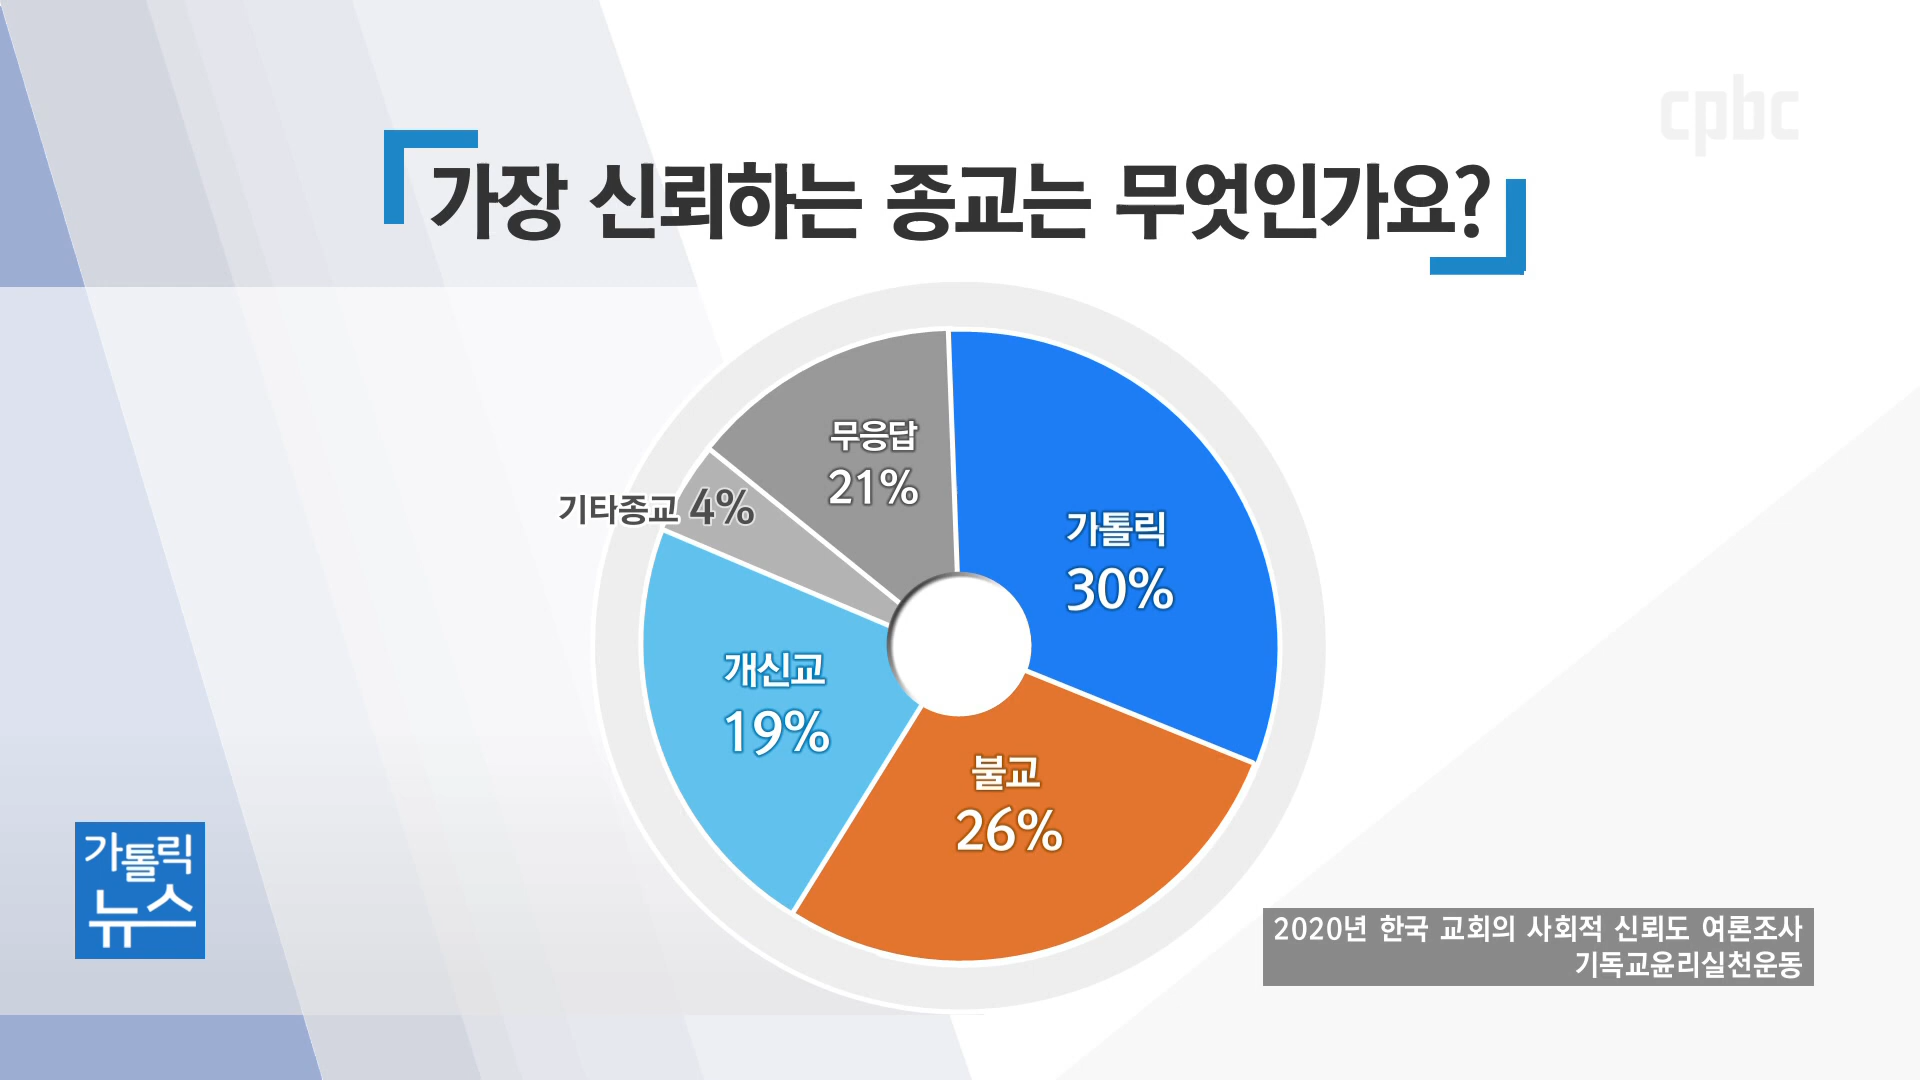 cpbc
가장 신뢰하는 종교는 무엇인가요?
무응답
21%
가톨릭
30%
기타종교 4%
개신교
19%
불교
26%
가톨릭
뉴스
2020년 한국 교회의 사회적 신뢰도 여론조사
기독교윤리실천운동